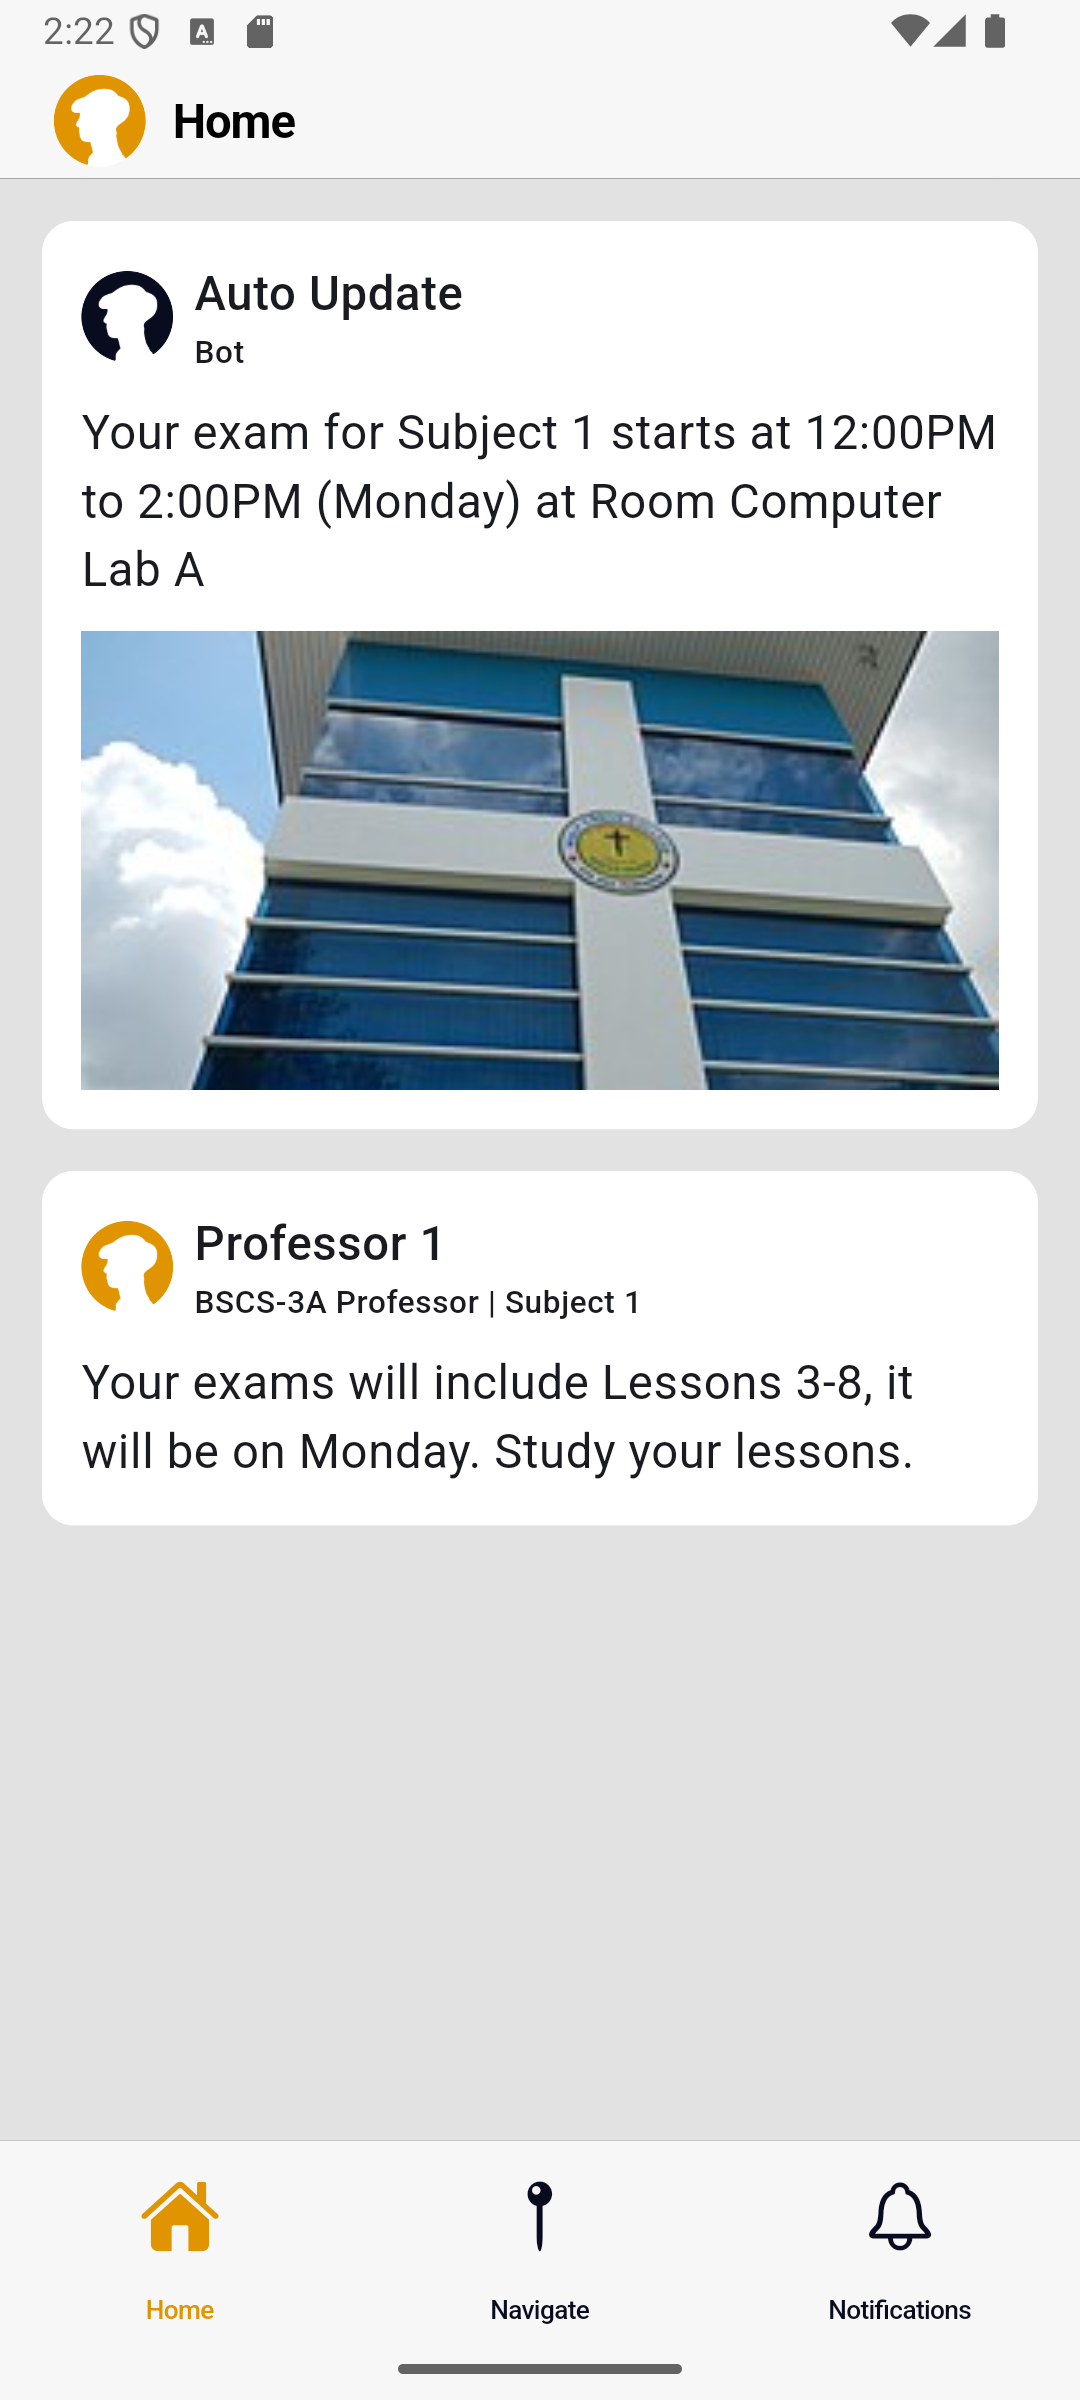 2:22
Home
Auto Update
Bot
Your exam for Subject 1 starts at 12:00PM
to 2:00PM (Monday) at Room Computer
Lab A
Professor 1
BSCS-3A Professor | Subject 1
Your exams will include Lessons 3-8, it
will be on Monday. Study your lessons.
Home
Navigate
Notifications